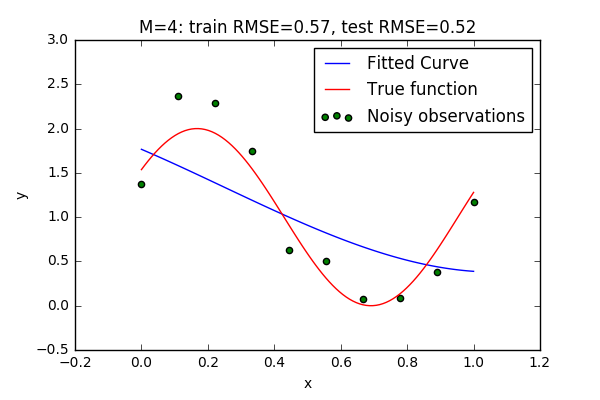 M=4: train RMSE=0.57, test RMSE=0.52
3.0
2.5
2.0
1.5
1.0
0.5
0.0
−0.5
y
Fitted Curve
True function
Noisy observations
−0.2 0.0 0.2 0.4 0.6 0.8 1.0 1.2
x